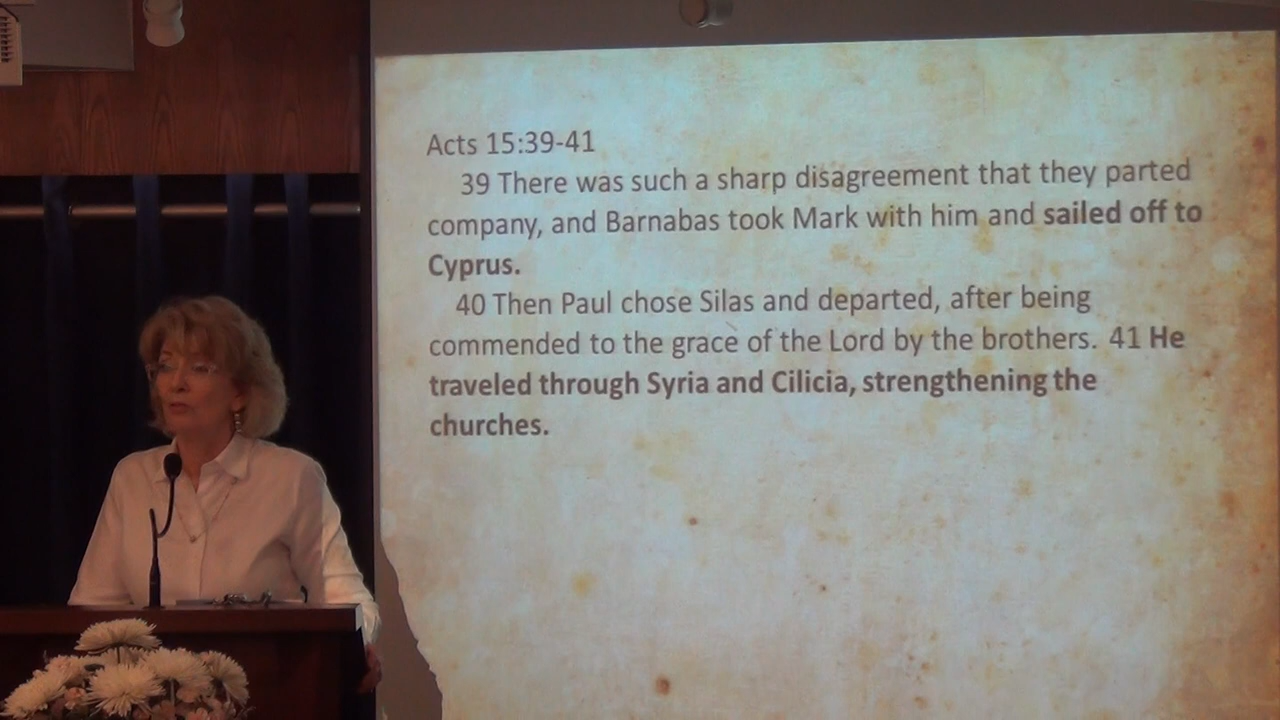 Acts 15:39-41
39 There was such a sharp disagreement that they parted
company, and Barnabas took Mark with him and sailed off to
Cyprus.
40 Then Paul chose Silas and departed, after being
commended to the grace of the Lord by the brothers. 41 He
traveled through Syria and Cilicia, strengthening the
churches.